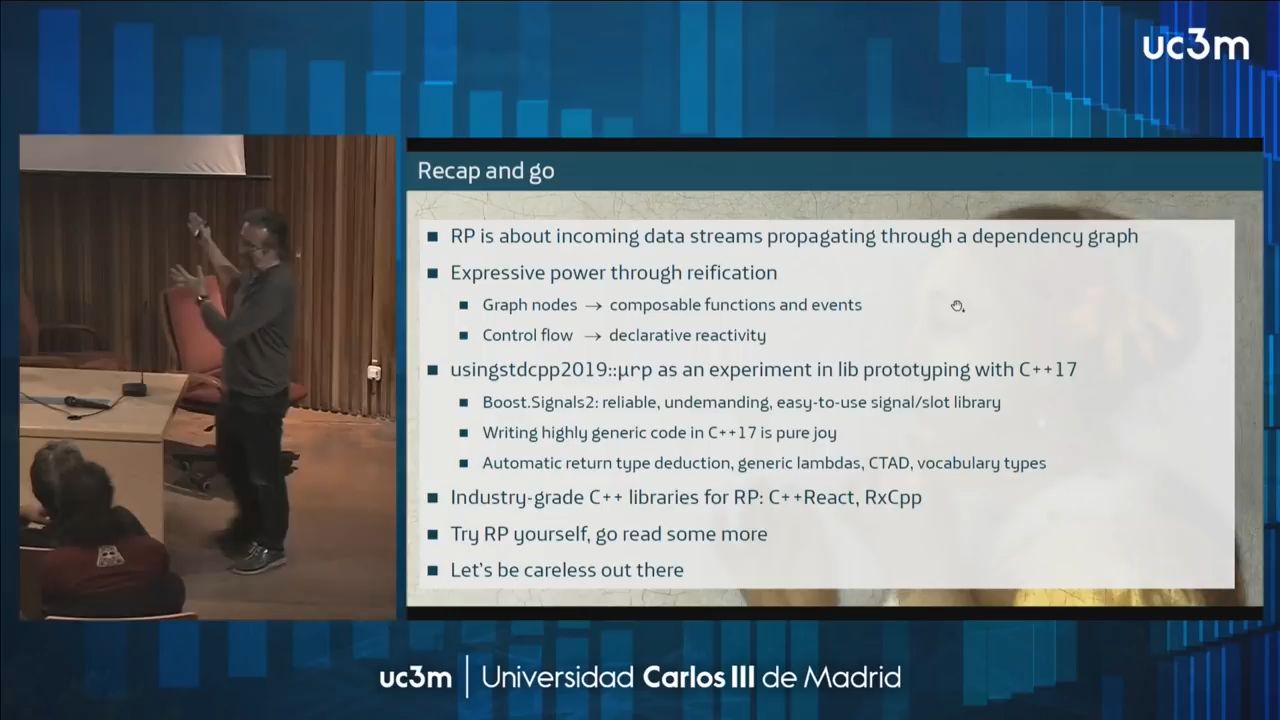 uc3m
Recap and go
RP is about incoming data streams propagating through a dependency graph
Expressive power through reification
Graph nodes → composable functions and events
Control flow → declarative reactivity
usingstdcpp2019::μrp as an experiment in lib prototyping with C++17
Boost.Signals2: reliable, undemanding, easy-to-use signal/slot library
Writing highly generic code in C++17 is pure joy
Automatic return type deduction, generic lambdas, CTAD, vocabulary types
Industry-grade C++ libraries for RP: C++React, RxCpp
Try RP yourself, go read some more
Let's be careless out there
uc3m | Universidad Carlos III de Madrid